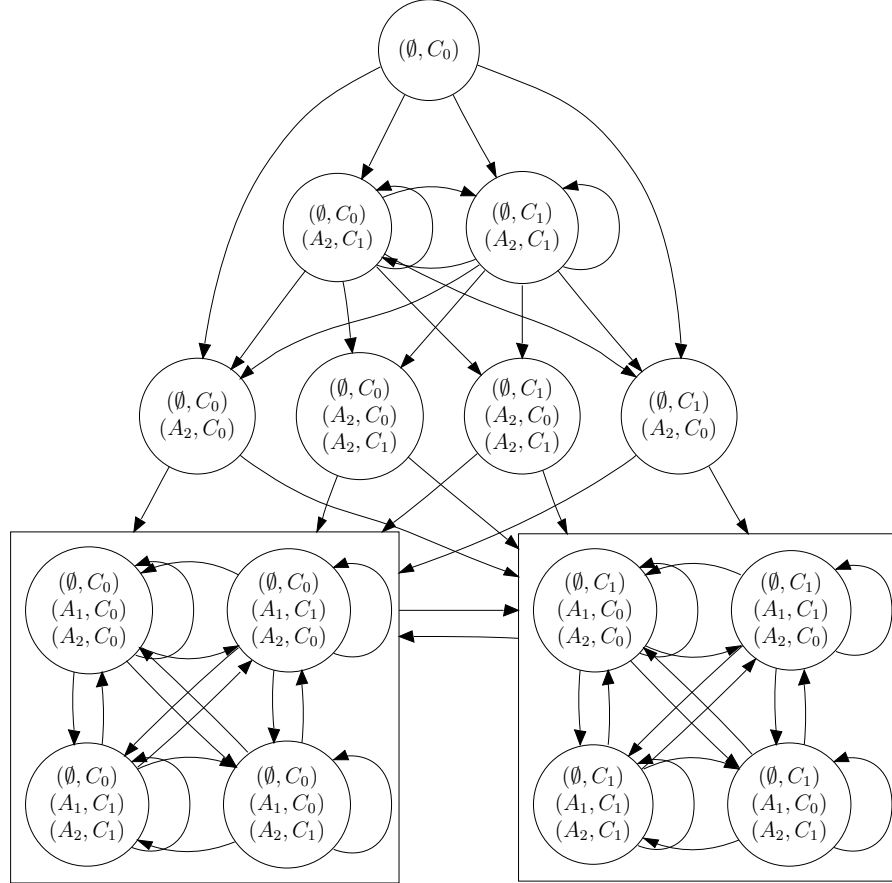 (∅, C₀)
(∅, C₀)
(A₂, C₁)
(∅, C₁)
(A₂, C₁)
(∅, C₀)
(A₂, C₀)
(∅, C₀)
(A₂, C₀)
(A₂, C₁)
(∅, C₁)
(A₂, C₀)
(A₂, C₁)
(∅, C₁)
(A₂, C₀)
(∅, C₀)
(A₁, C₀)
(A₂, C₀)
(∅, C₀)
(A₁, C₁)
(A₂, C₀)
(∅, C₁)
(A₁, C₀)
(A₂, C₀)
(∅, C₁)
(A₁, C₁)
(A₂, C₀)
(∅, C₀)
(A₁, C₁)
(A₂, C₁)
(∅, C₀)
(A₁, C₀)
(A₂, C₁)
(∅, C₁)
(A₁, C₁)
(A₂, C₁)
(∅, C₁)
(A₁, C₀)
(A₂, C₁)